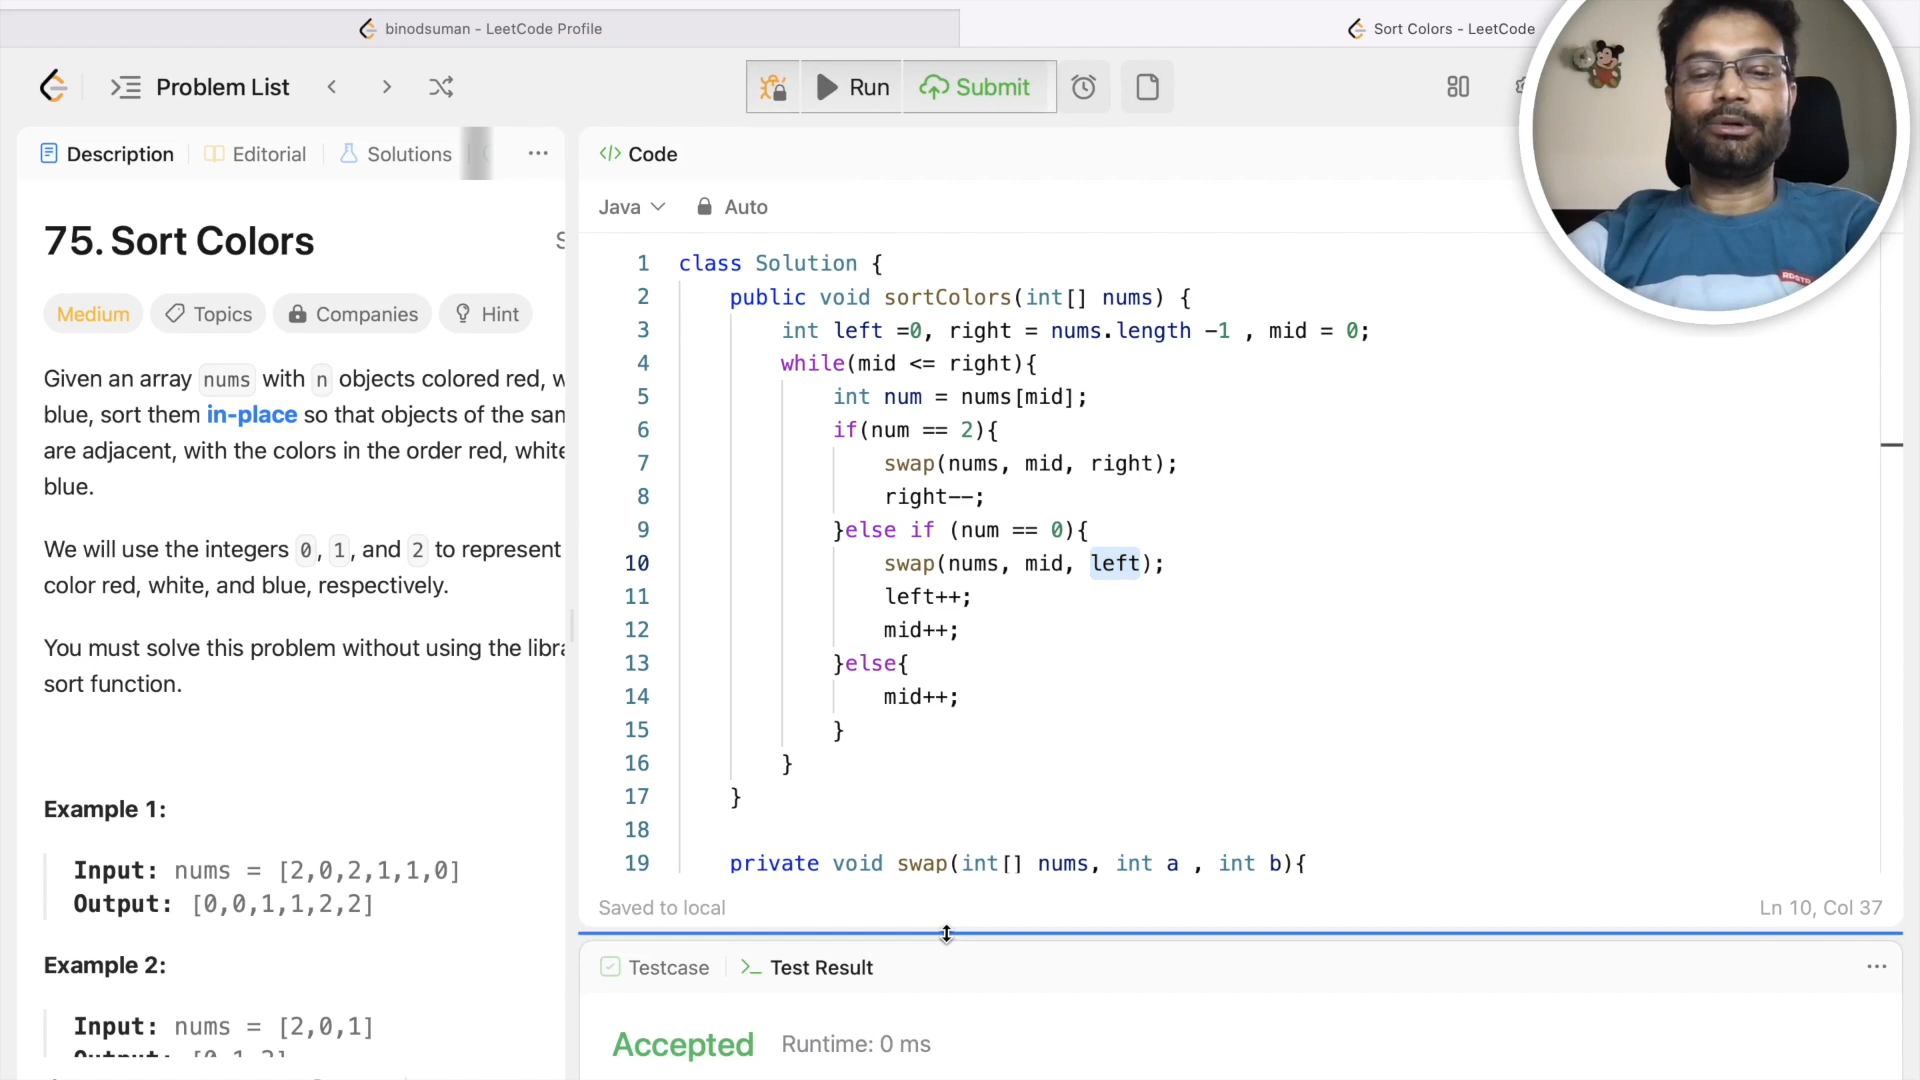 binodsuman - LeetCode Profile
Sort Colors - LeetCode
Problem List
Run
Submit
Description
Editorial
Solutions
Code
Java
Auto
75. Sort Colors
Medium
Topics
Companies
Hint
Given an array nums with n objects colored red,
blue, sort them in-place so that objects of the
are adjacent, with the colors in the order red, white
blue.
We will use the integers 0, 1, and 2 to represent
color red, white, and blue, respectively.
You must solve this problem without using the
sort function.
Example 1:
Input: nums = [2,0,2,1,1,0]
Output: [0,0,1,1,2,2]
Example 2:
Input: nums = [2,0,1]
1 class Solution {
2 public void sortColors(int[] nums) {
3 int left =0, right = nums.length -1 , mid = 0;
4 while(mid <= right){
5 int num = nums[mid];
6 if(num == 2){
7 swap(nums, mid, right);
8 right--;
9 }else if (num == 0){
10 swap(nums, mid, left);
11 left++;
12 mid++;
13 }else{
14 mid++;
15 }
16 }
17 }
18
19 private void swap(int[] nums, int a , int b){
Saved to local
Ln 10, Col 37
Testcase
Test Result
Accepted
Runtime: 0 ms